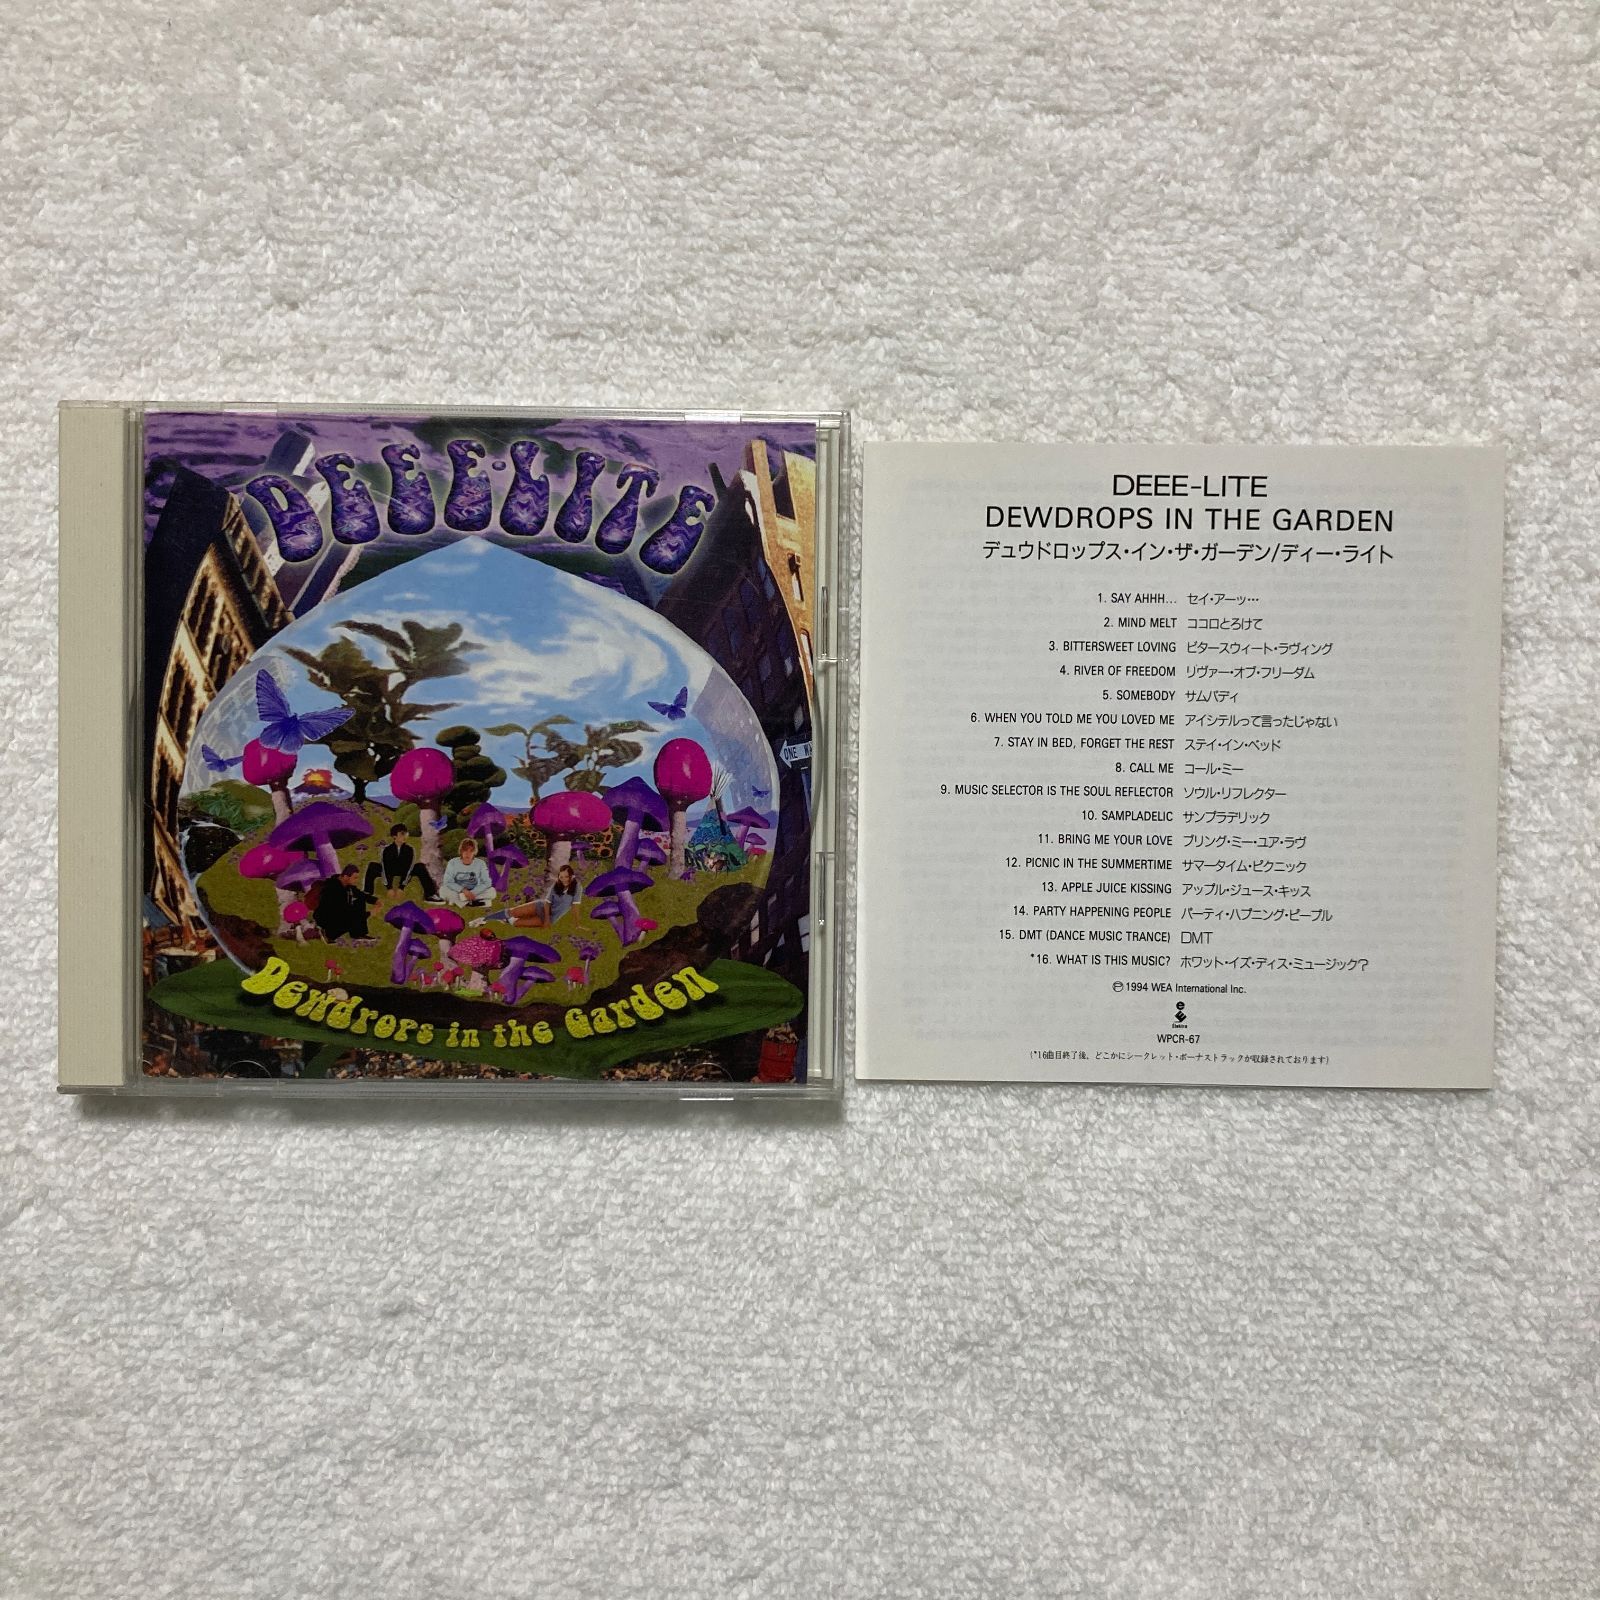 DEEE-LITE
ONE WA
Dewdrops in the Garden
DEEE-LITE
DEWDROPS IN THE GARDEN
デュウドロップス・イン・ザ・ガーデン/ディー・ライト
1. SAY AHHH... セイ・アーッ…
2. MIND MELT ココロとろけて
3. BITTERSWEET LOVING ビタースウィート・ラヴィング
4. RIVER OF FREEDOM リヴァー・オブ・フリーダム
5. SOMEBODY サムバディ
6. WHEN YOU TOLD ME YOU LOVED ME アイシテルって言ったじゃない
7. STAY IN BED, FORGET THE REST ステイ・イン・ベッド
8. CALL ME コール・ミー
9. MUSIC SELECTOR IS THE SOUL REFLECTOR ソウル・リフレクター
10. SAMPLADELIC サンプラデリック
11. BRING ME YOUR LOVE ブリング・ミー・ユア・ラヴ
12. PICNIC IN THE SUMMERTIME サマータイム・ピクニック
13. APPLE JUICE KISSING アップル・ジュース・キッス
14. PARTY HAPPENING PEOPLE パーティ・ハプニング・ピープル
15. DMT (DANCE MUSIC TRANCE) DMT
*16. WHAT IS THIS MUSIC? ホワット・イズ・ディス・ミュージック?
℗ 1994 WEA International Inc.
Elektra
WPCR-67
(*16曲目終了後、どこかにシークレット・ボーナストラックが収録されております)